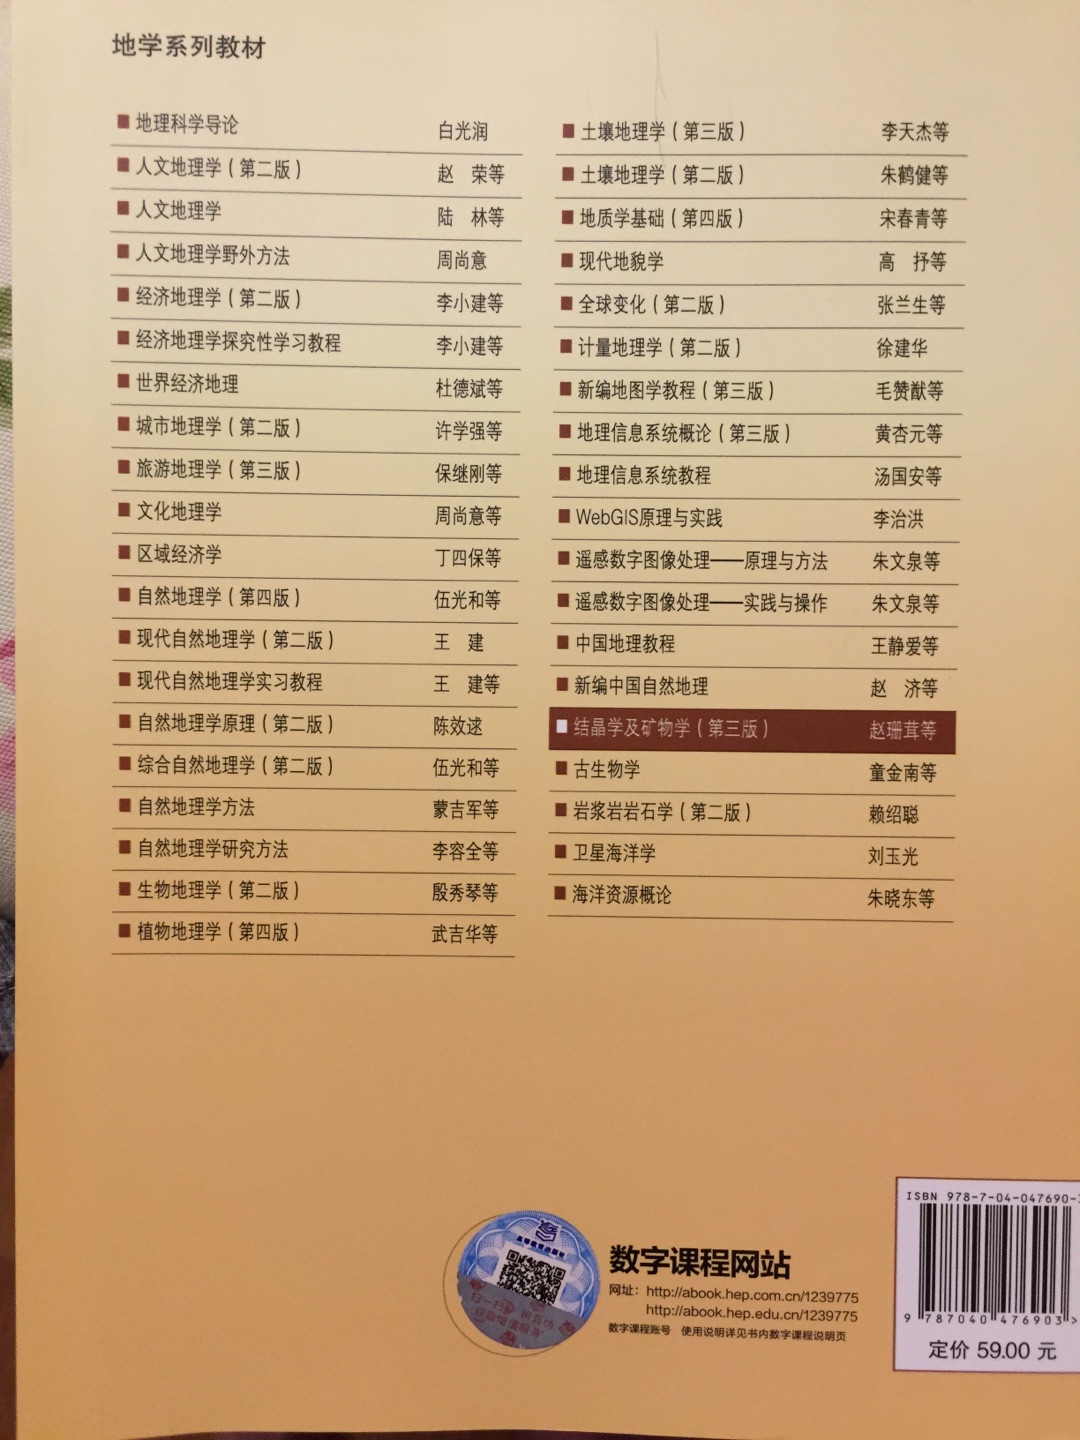 地学系列教材
■ 地理科学导论 白光润
■ 人文地理学（第二版） 赵　荣等
■ 人文地理学 陆　林等
■ 人文地理学野外方法 周尚意
■ 经济地理学（第二版） 李小建等
■ 经济地理学探究性学习教程 李小建等
■ 世界经济地理 杜德斌等
■ 城市地理学（第二版） 许学强等
■ 旅游地理学（第三版） 保继刚等
■ 文化地理学 周尚意等
■ 区域经济学 丁四保等
■ 自然地理学（第四版） 伍光和等
■ 现代自然地理学（第二版） 王　建
■ 现代自然地理学实习教程 王　建等
■ 自然地理学原理（第二版） 陈效逑
■ 综合自然地理学（第二版） 伍光和等
■ 自然地理学方法 蒙吉军等
■ 自然地理学研究方法 李容全等
■ 生物地理学（第二版） 殷秀琴等
■ 植物地理学（第四版） 武吉华等
■ 土壤地理学（第三版） 李天杰等
■ 土壤地理学（第二版） 朱鹤健等
■ 地质学基础（第四版） 宋春青等
■ 现代地貌学 高　抒等
■ 全球变化（第二版） 张兰生等
■ 计量地理学（第二版） 徐建华
■ 新编地图学教程（第三版） 毛赞猷等
■ 地理信息系统概论（第三版） 黄杏元等
■ 地理信息系统教程 汤国安等
■ WebGIS原理与实践 李治洪
■ 遥感数字图像处理——原理与方法 朱文泉等
■ 遥感数字图像处理——实践与操作 朱文泉等
■ 中国地理教程 王静爱等
■ 新编中国自然地理 赵　济等
■ 结晶学及矿物学（第三版） 赵珊茸等
■ 古生物学 童金南等
■ 岩浆岩岩石学（第二版） 赖绍聪
■ 卫星海洋学 刘玉光
■ 海洋资源概论 朱晓东等
高等教育出版社
扫一扫 辨真伪
数字课程网站
网址：http://abook.hep.com.cn/1239775
http://abook.hep.edu.cn/1239775
数字课程账号　使用说明详见书内数字课程说明页
ISBN 978-7-04-047690-
9 787040 476903 >
定价 59.00 元